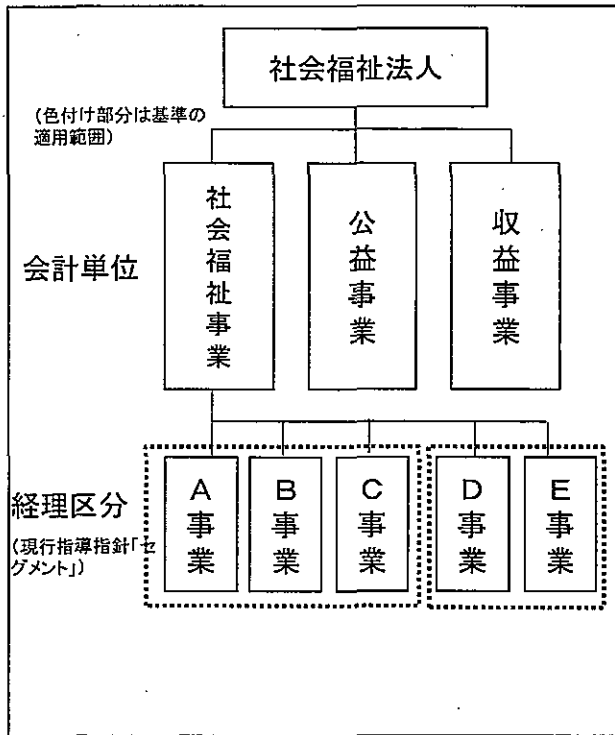 社会福祉法人
(色付け部分は基準の
適用範囲)
会計単位
社会福祉事業
公益事業
収益事業
経理区分
(現行指導指針「セ
グメント」)
A事業
B事業
C事業
D事業
E事業